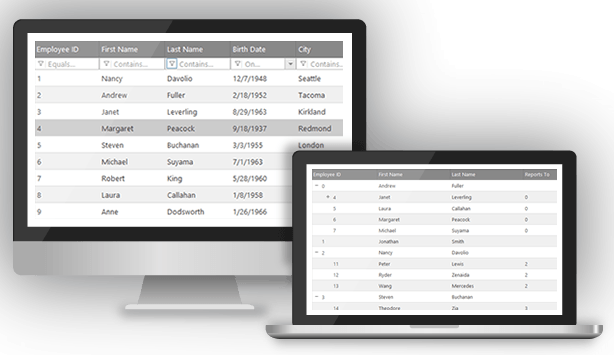 Employee ID First Name Last Name Birth Date City
Equals... Contains... Contains... On... Contains...
1 Nancy Davolio 12/7/1948 Seattle
2 Andrew Fuller 2/18/1952 Tacoma
3 Janet Leverling 8/29/1963 Kirkland
4 Margaret Peacock 9/18/1937 Redmond
5 Steven Buchanan 3/3/1955 London
6 Michael Suyama 7/1/1963
7 Robert King 5/28/1960
8 Laura Callahan 1/8/1958
9 Anne Dodsworth 1/26/1966
Employee ID First Name Last Name Reports To
0 Andrew Fuller
4 Janet Leverling 0
5 Laura Callahan 0
6 Margaret Peacock 0
7 Michael Suyama 0
1 Jonathan Smith
2 Nancy Davolio
11 Peter Lewis 2
12 Ryder Zenaida 2
13 Wang Mercedes 2
3 Steven Buchanan
14 Theodore Zia 3